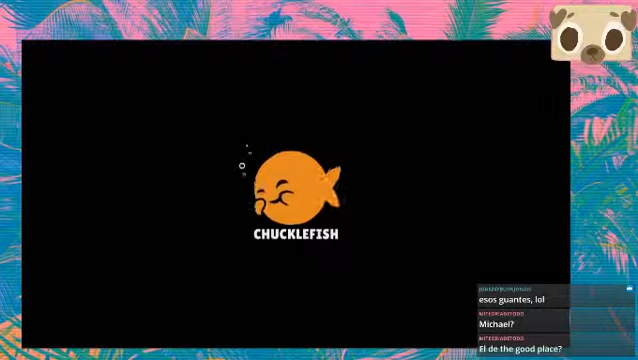 CHUCKLEFISH
esos guantes, lol
Michael?
El de the good place?